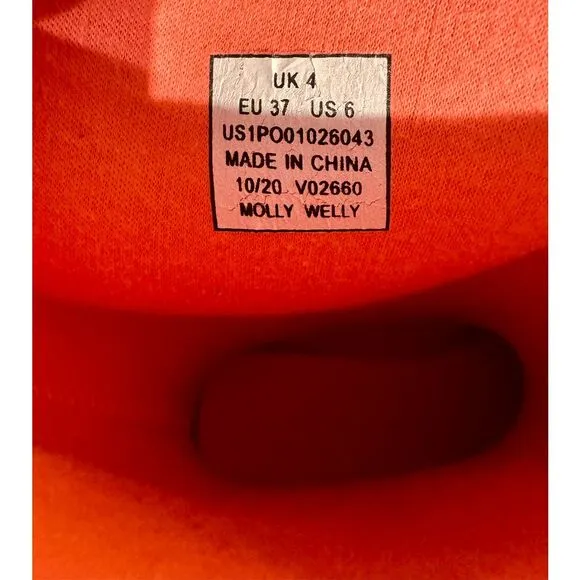 UK 4
EU 37 US 6
US1PO01026043
MADE IN CHINA
10/20 V02660
MOLLY WELLY